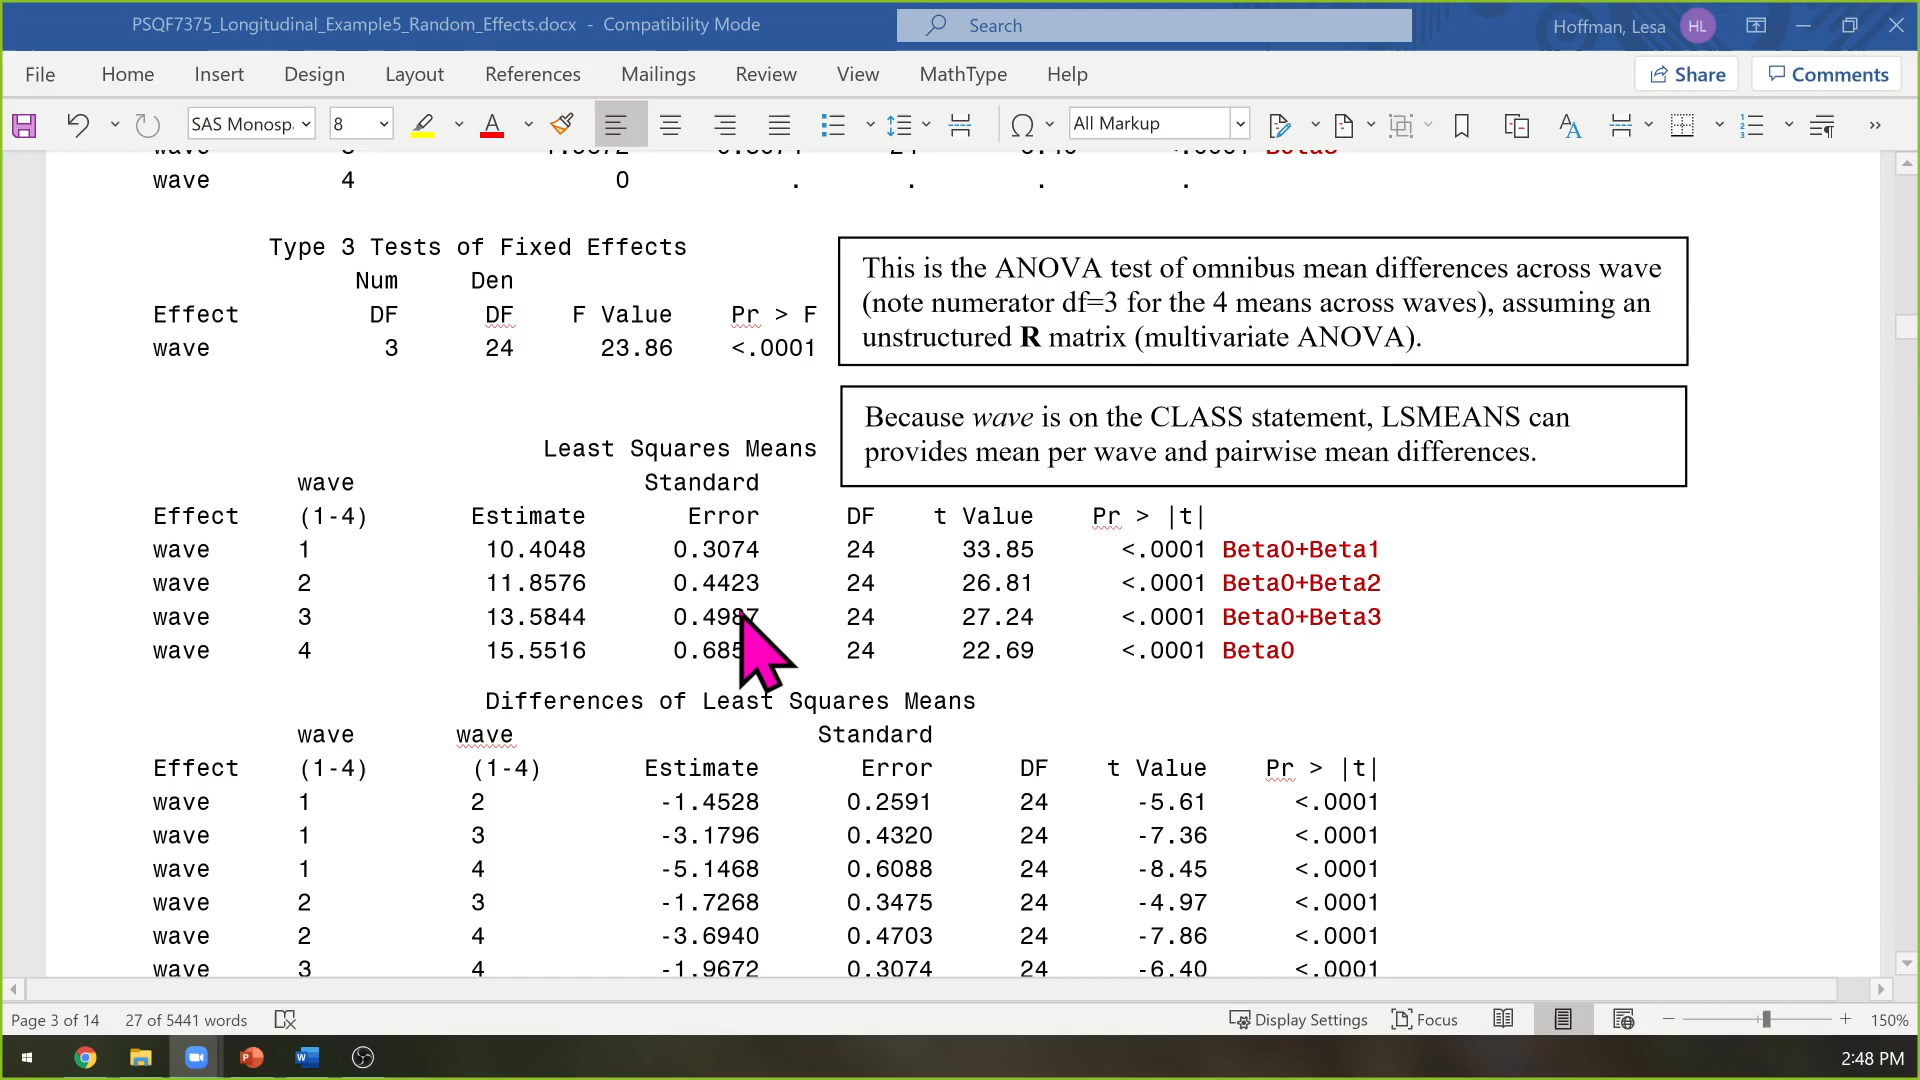 PSQF7375_Longitudinal_Example5_Random_Effects.docx - Compatibility Mode
Search
Hoffman, Lesa HL
File Home Insert Design Layout References Mailings Review View MathType Help Share Comments
SAS Monosp 8 All Markup
wave 4 0 . . . .
Type 3 Tests of Fixed Effects
Num Den
Effect DF DF F Value Pr > F
wave 3 24 23.86 <.0001
This is the ANOVA test of omnibus mean differences across wave
(note numerator df=3 for the 4 means across waves), assuming an
unstructured R matrix (multivariate ANOVA).
Because wave is on the CLASS statement, LSMEANS can
provides mean per wave and pairwise mean differences.
Least Squares Means
wave Standard
Effect (1-4) Estimate Error DF t Value Pr > |t|
wave 1 10.4048 0.3074 24 33.85 <.0001 Beta0+Beta1
wave 2 11.8576 0.4423 24 26.81 <.0001 Beta0+Beta2
wave 3 13.5844 0.4987 24 27.24 <.0001 Beta0+Beta3
wave 4 15.5516 24 22.69 <.0001 Beta0
Differences of Least Squares Means
wave wave Standard
Effect (1-4) (1-4) Estimate Error DF t Value Pr > |t|
wave 1 2 -1.4528 0.2591 24 -5.61 <.0001
wave 1 3 -3.1796 0.4320 24 -7.36 <.0001
wave 1 4 -5.1468 0.6088 24 -8.45 <.0001
wave 2 3 -1.7268 0.3475 24 -4.97 <.0001
wave 2 4 -3.6940 0.4703 24 -7.86 <.0001
wave 3 4 -1.9672 0.3074 24 -6.40 <.0001
Page 3 of 14 27 of 5441 words Display Settings Focus 150%
2:48 PM